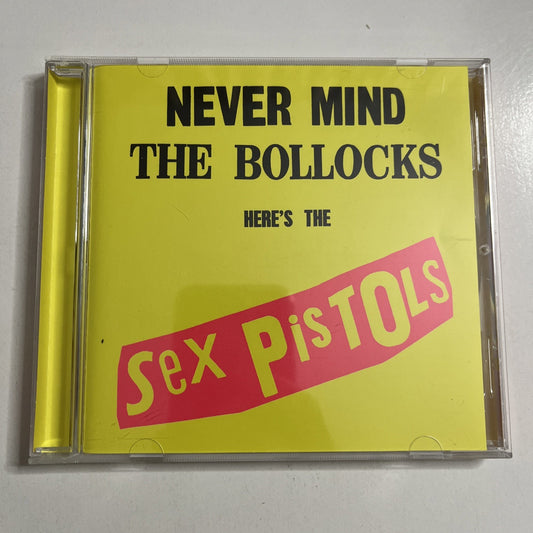 NEVER MIND
THE BOLLOCKS
HERE'S THE
Sex PisTOLs